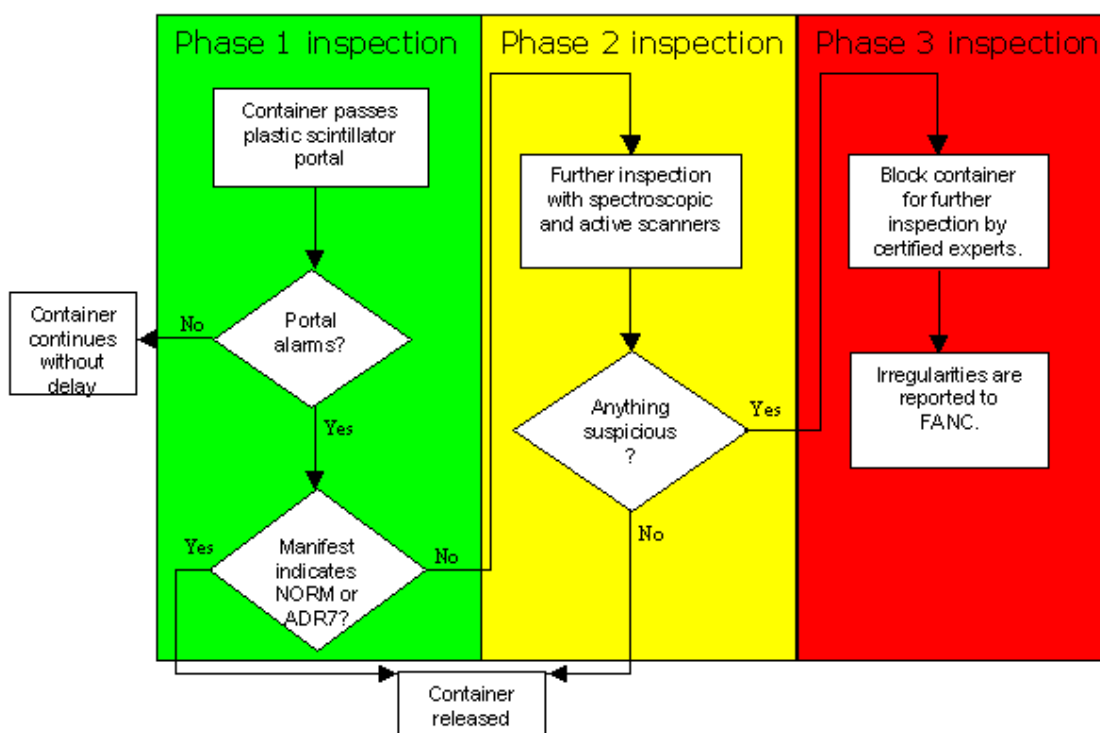 Phase 1 inspection
Container passes
plastic scintillator
portal
Portal
alarms?
No
Container
continues
without
delay
Yes
Manifest
indicates
NORM or
ADR7?
Yes
No
Phase 2 inspection
Further inspection
with spectroscopic
and active scanners
Anything
suspicious
?
Yes
No
Container
released
Phase 3 inspection
Block container
for further
inspection by
certified experts.
Irregularities are
reported to
FANC.